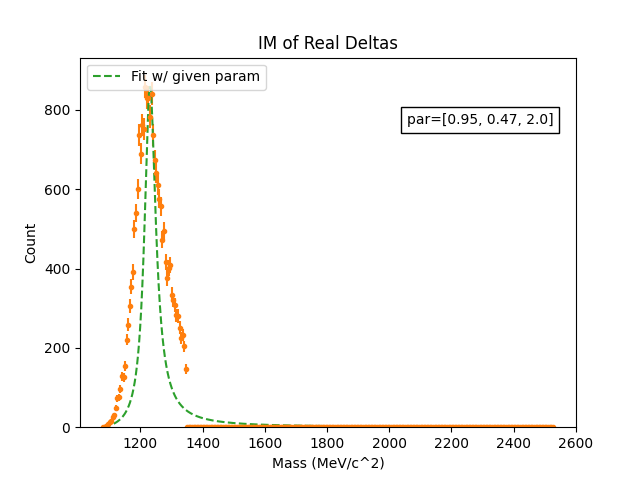 IM of Real Deltas
Fit w/ given param
par=[0.95, 0.47, 2.0]
Count
800
600
400
200
0
1200 1400 1600 1800 2000 2200 2400 2600
Mass (MeV/c^2)